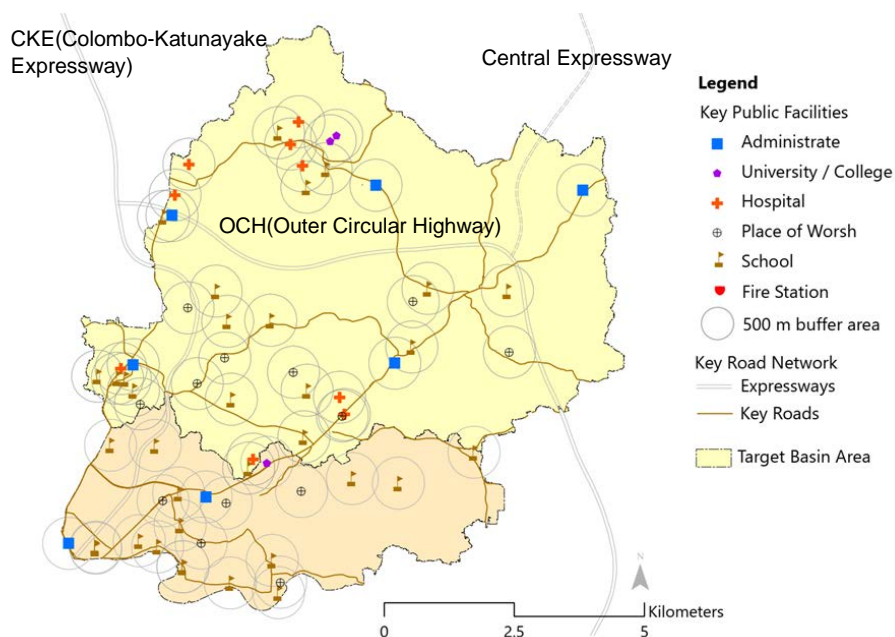 CKE(Colombo-Katunayake
Expressway)
Central Expressway
OCH(Outer Circular Highway)
Legend
Key Public Facilities
Administrate
University / College
Hospital
Place of Worsh
School
Fire Station
500 m buffer area
Key Road Network
Expressways
Key Roads
Target Basin Area
N
Kilometers
0 2.5 5